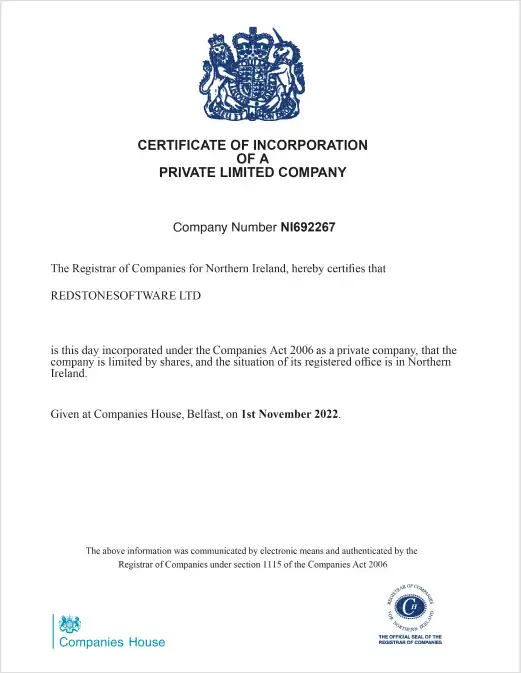 CERTIFICATE OF INCORPORATION
OF A
PRIVATE LIMITED COMPANY
Company Number NI692267
The Registrar of Companies for Northern Ireland, hereby certifies that
REDSTONESOFTWARE LTD
is this day incorporated under the Companies Act 2006 as a private company, that the
company is limited by shares, and the situation of its registered office is in Northern
Ireland.
Given at Companies House, Belfast, on 1st November 2022.
The above information was communicated by electronic means and authenticated by the
Registrar of Companies under section 1115 of the Companies Act 2006
Companies House
REGISTRAR OF COMPANIES
FOR NORTHERN IRELAND
CH
THE OFFICIAL SEAL OF THE
REGISTRAR OF COMPANIES